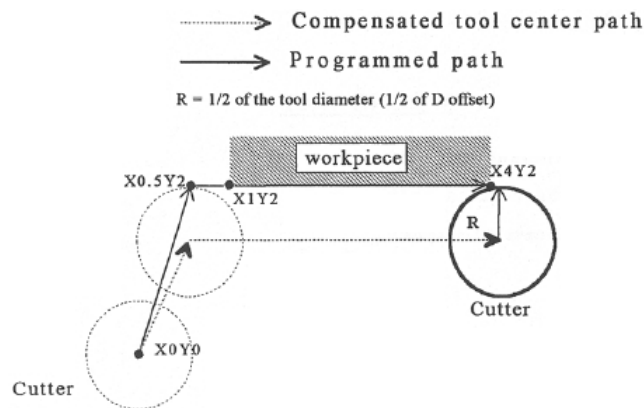 Compensated tool center path
Programmed path
R = 1/2 of the tool diameter (1/2 of D offset)
workpiece
X0.5Y2
X1Y2
X4Y2
R
Cutter
X0Y0
Cutter